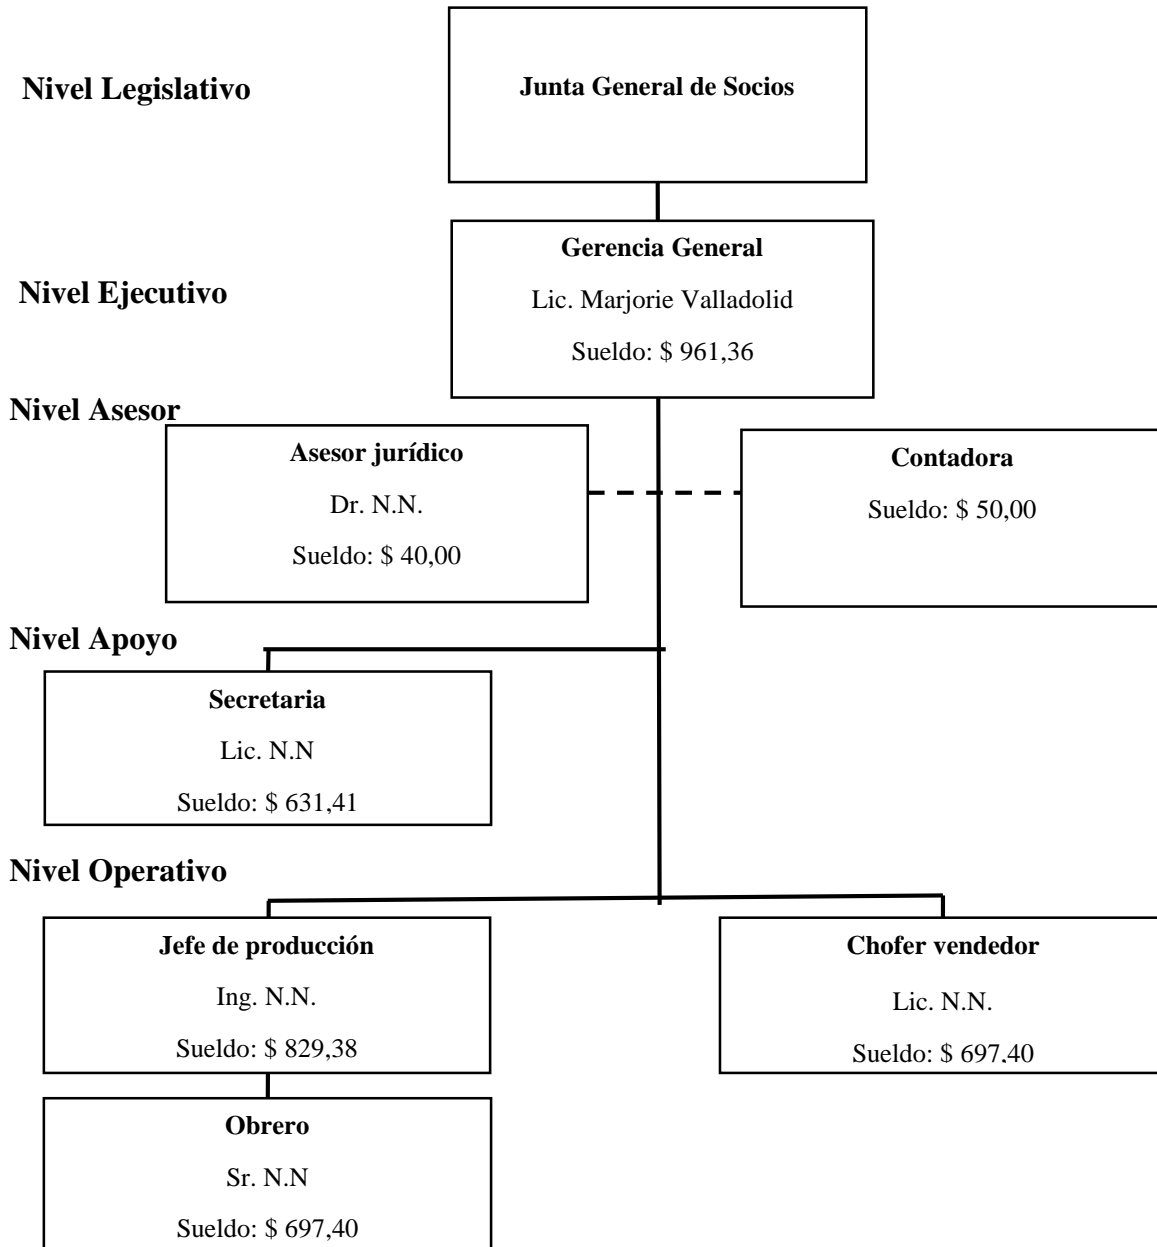 Nivel Legislativo
Junta General de Socios
Nivel Ejecutivo
Gerencia General
Lic. Marjorie Valladolid
Sueldo: $ 961,36
Nivel Asesor
Asesor jurídico
Dr. N.N.
Sueldo: $ 40,00
Contadora
Sueldo: $ 50,00
Nivel Apoyo
Secretaria
Lic. N.N
Sueldo: $ 631,41
Nivel Operativo
Jefe de producción
Ing. N.N.
Sueldo: $ 829,38
Chofer vendedor
Lic. N.N.
Sueldo: $ 697,40
Obrero
Sr. N.N
Sueldo: $ 697,40